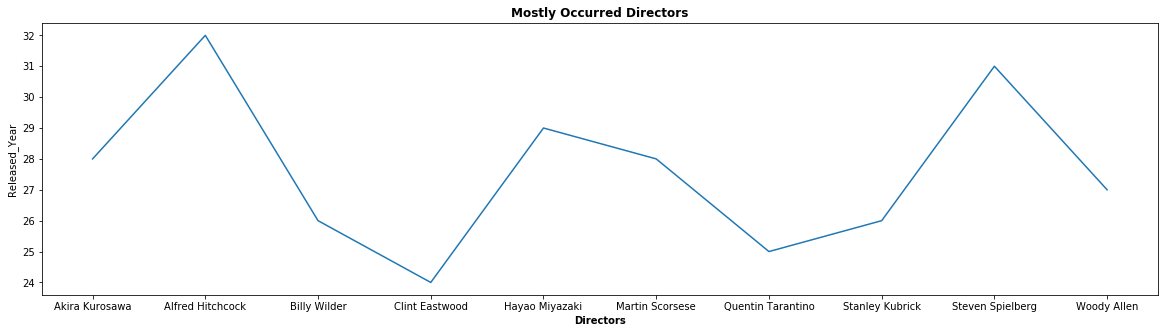 Mostly Occurred Directors
Released_Year
32
31
30
29
28
27
26
25
24
Akira Kurosawa Alfred Hitchcock Billy Wilder Clint Eastwood Hayao Miyazaki Martin Scorsese Quentin Tarantino Stanley Kubrick Steven Spielberg Woody Allen
Directors